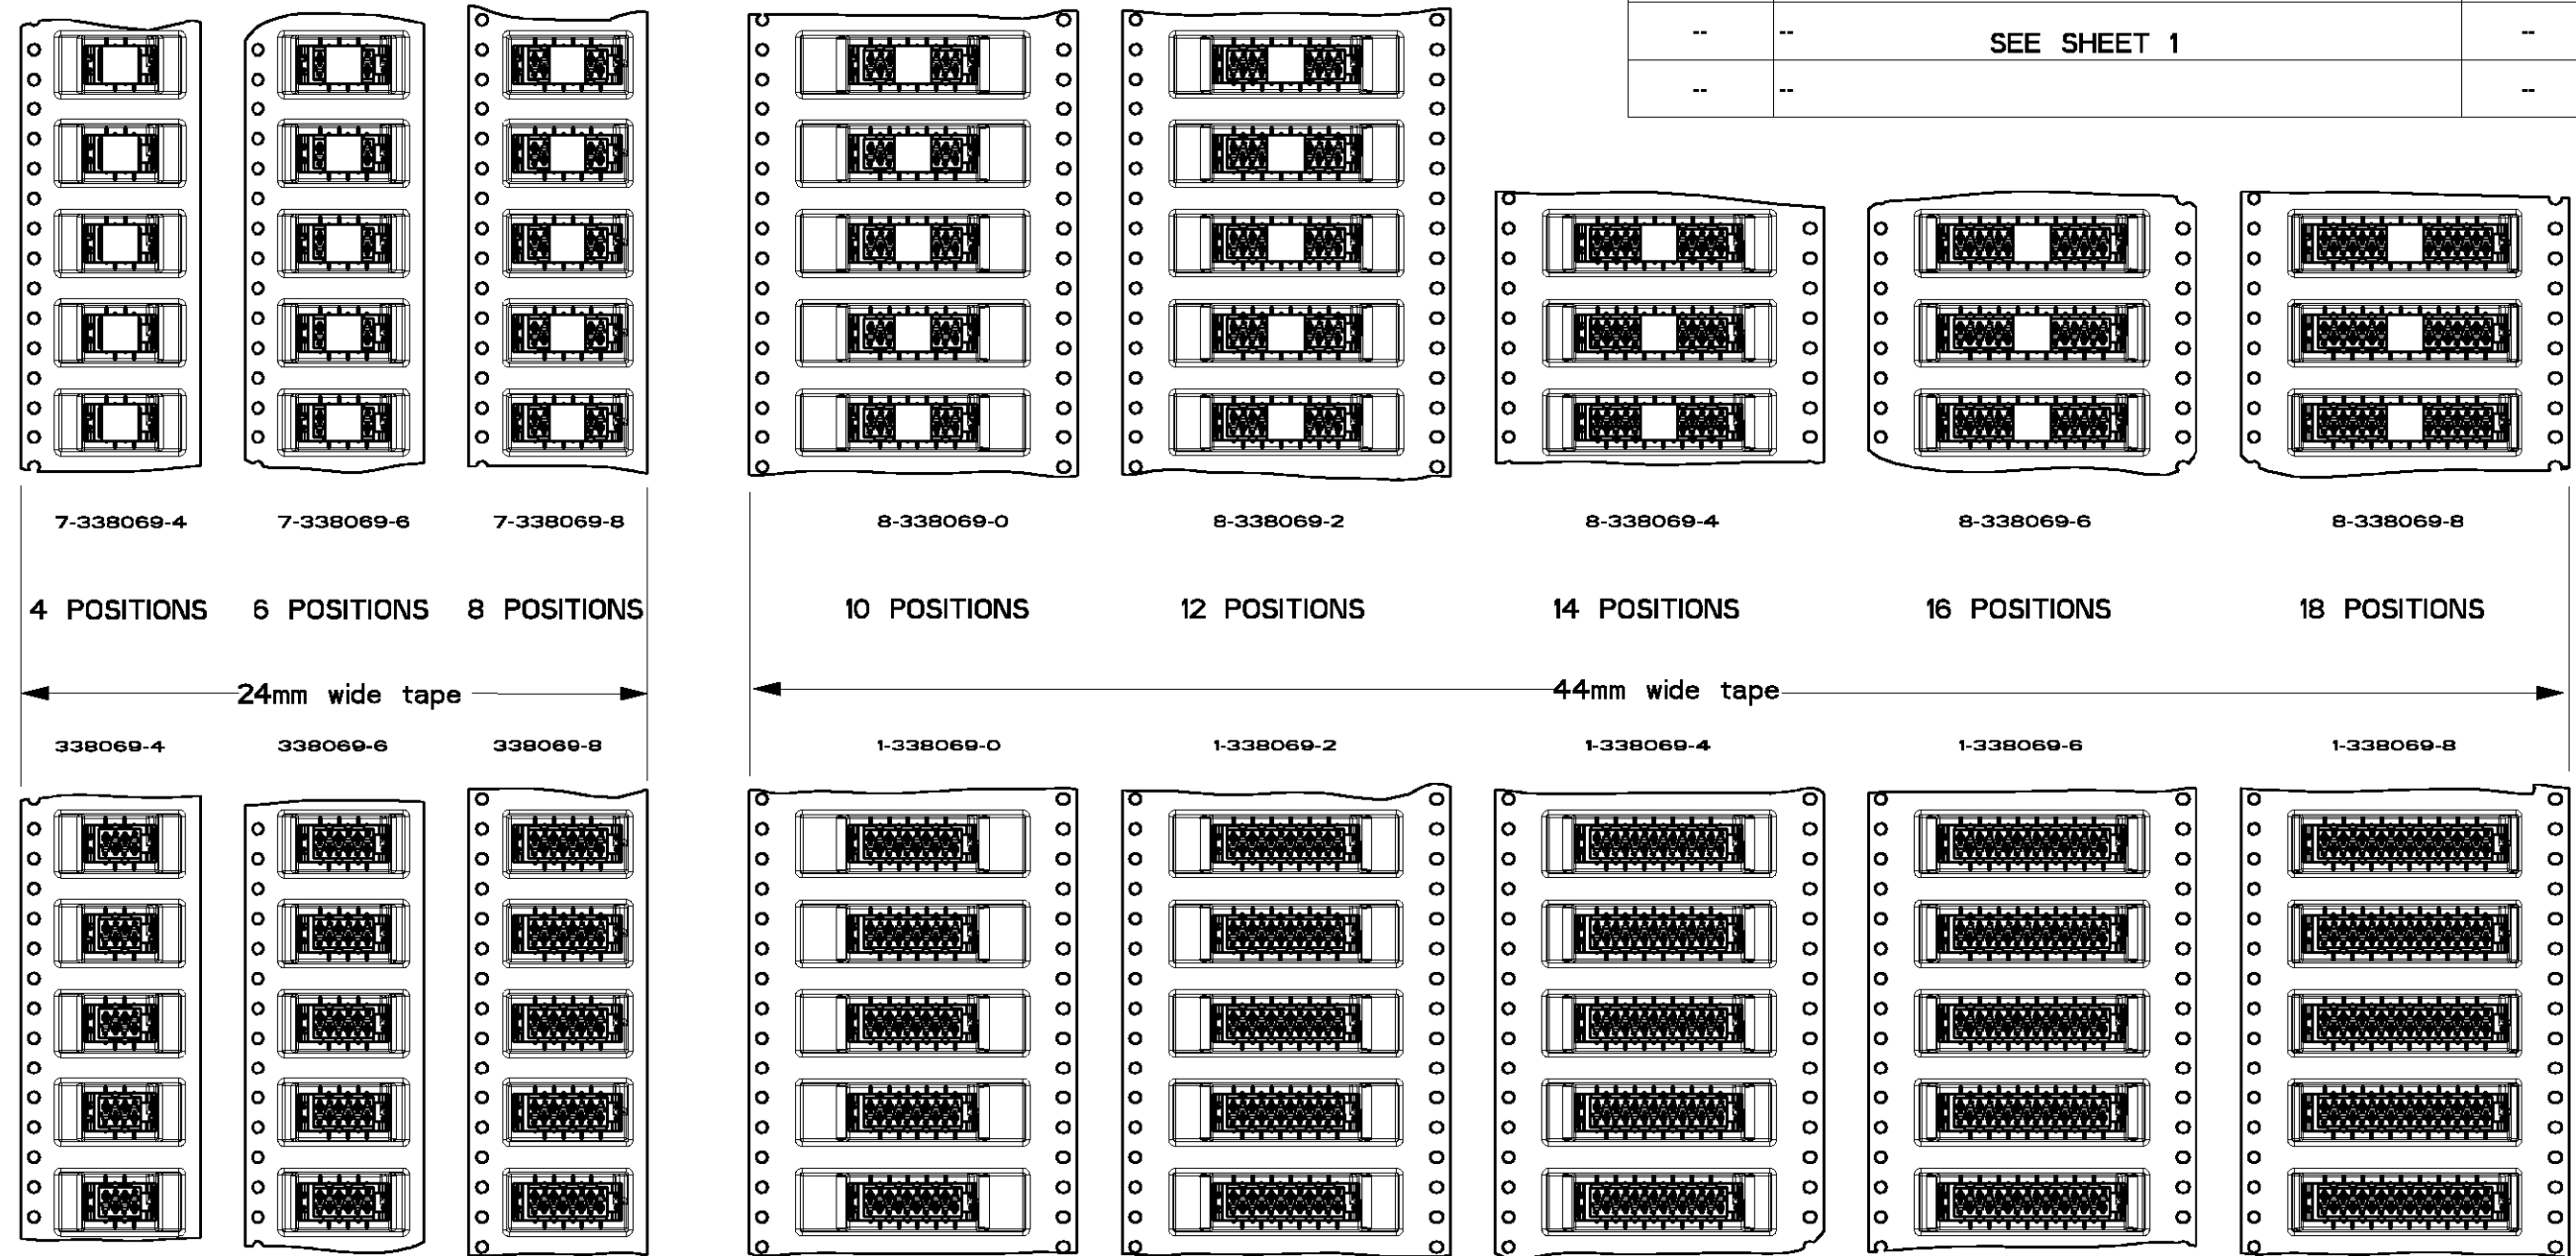 -- -- SEE SHEET 1 --
-- -- --
7-338069-4 7-338069-6 7-338069-8 8-338069-0 8-338069-2 8-338069-4 8-338069-6 8-338069-8
4 POSITIONS 6 POSITIONS 8 POSITIONS 10 POSITIONS 12 POSITIONS 14 POSITIONS 16 POSITIONS 18 POSITIONS
24mm wide tape 44mm wide tape
338069-4 338069-6 338069-8 1-338069-0 1-338069-2 1-338069-4 1-338069-6 1-338069-8